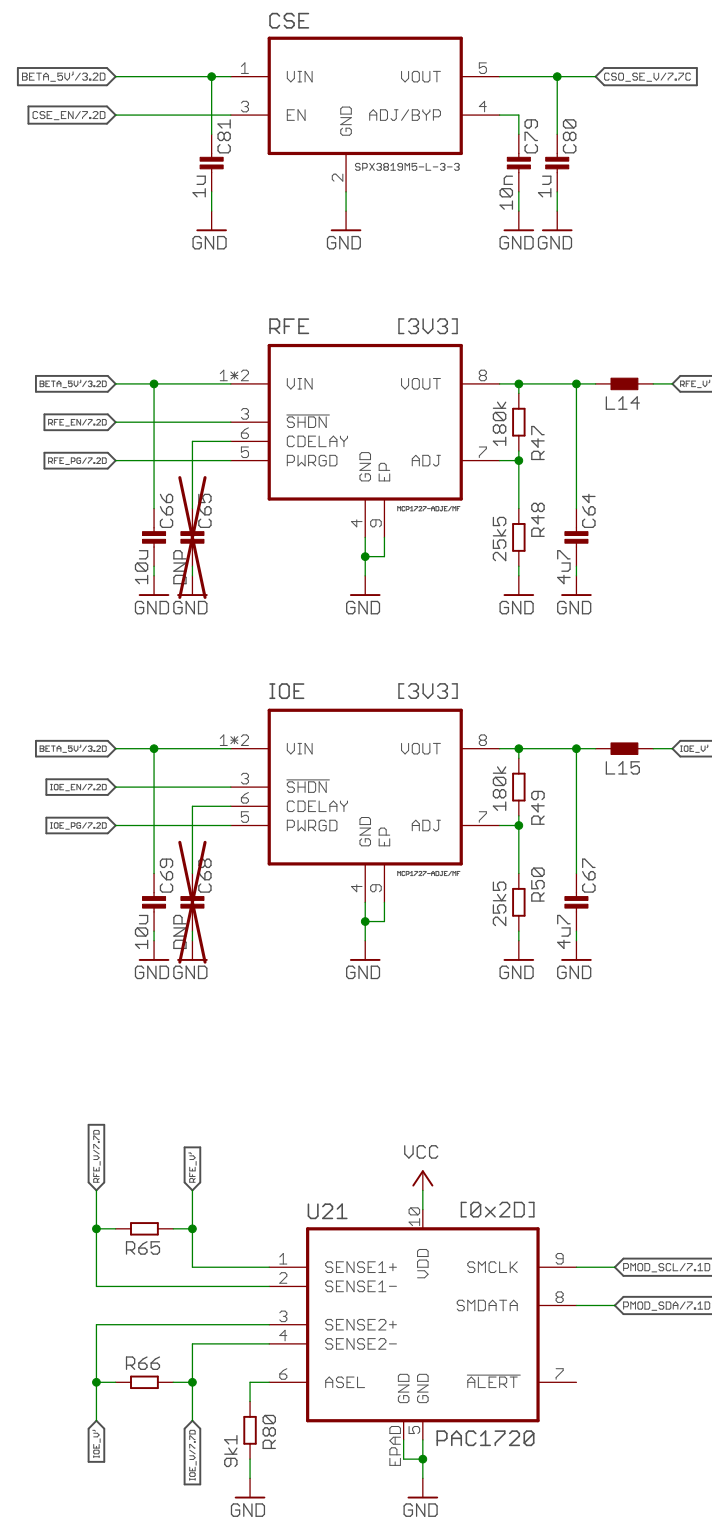 CSE
BETA_5V'/3.2D
1
VIN
VOUT
5
CSO_SE_V/7.7C
CSE_EN/7.2D
3
EN
ADJ/BYP
4
GND
2
SPX3819M5-L-3-3
C81
1u
C79
10n
C80
1u
GND
GND
GND
GND
RFE
[3V3]
BETA_5V'/3.2D
1*2
VIN
VOUT
8
L14
RFE_V'
RFE_EN/7.2D
3
SHDN
6
CDELAY
RFE_PG/7.2D
5
PWRGD
ADJ
7
GND
EP
4
9
MCP1727-ADJE/MF
180k
R47
25k5
R48
C66
10u
C65
DNP
C64
4u7
GND
GND
GND
GND
GND
IOE
[3V3]
BETA_5V'/3.2D
1*2
VIN
VOUT
8
L15
IOE_V'
IOE_EN/7.2D
3
SHDN
6
CDELAY
IOE_PG/7.2D
5
PWRGD
ADJ
7
GND
EP
4
9
MCP1727-ADJE/MF
180k
R49
25k5
R50
C69
10u
C68
DNP
C67
4u7
GND
GND
GND
GND
GND
RFE_V/7.7D
RFE_V'
VCC
R65
U21
10
[0x2D]
VDD
1
SENSE1+
SMCLK
9
PMOD_SCL/7.1D
2
SENSE1-
SMDATA
8
PMOD_SDA/7.1D
3
SENSE2+
4
SENSE2-
R66
6
ASEL
GND
GND
ALERT
7
EPAD
5
PAC1720
IOE_V'
IOE_V/7.7D
9k1
R80
GND
GND